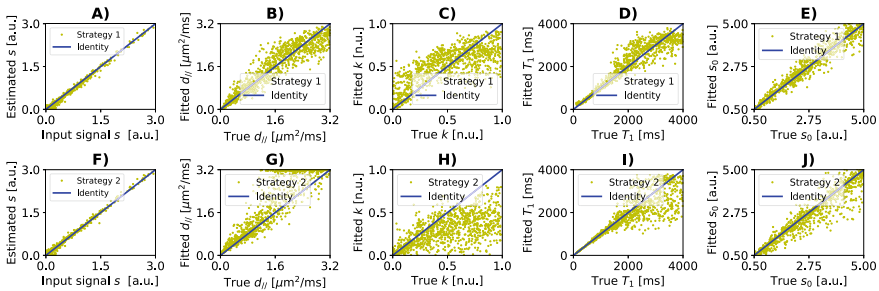 A)
Estimated s [a.u.]
3.0
1.5
0.0
Strategy 1
Identity
0.0 1.5 3.0
Input signal s [a.u.]
B)
Fitted d// [μm²/ms]
3.2
1.6
0.0
Strategy 1
Identity
0.0 1.6 3.2
True d// [μm²/ms]
C)
Fitted k [n.u.]
1.0
0.5
0.0
Strategy 1
Identity
0.0 0.5 1.0
True k [n.u.]
D)
Fitted T₁ [ms]
4000
2000
0
Strategy 1
Identity
0 2000 4000
True T₁ [ms]
E)
Fitted s₀ [a.u.]
5.00
2.75
0.50
Strategy 1
Identity
0.50 2.75 5.00
True s₀ [a.u.]
F)
Estimated s [a.u.]
3.0
1.5
0.0
Strategy 2
Identity
0.0 1.5 3.0
Input signal s [a.u.]
G)
Fitted d// [μm²/ms]
3.2
1.6
0.0
Strategy 2
Identity
0.0 1.6 3.2
True d// [μm²/ms]
H)
Fitted k [n.u.]
1.0
0.5
0.0
Strategy 2
Identity
0.0 0.5 1.0
True k [n.u.]
I)
Fitted T₁ [ms]
4000
2000
0
Strategy 2
Identity
0 2000 4000
True T₁ [ms]
J)
Fitted s₀ [a.u.]
5.00
2.75
0.50
Strategy 2
Identity
0.50 2.75 5.00
True s₀ [a.u.]